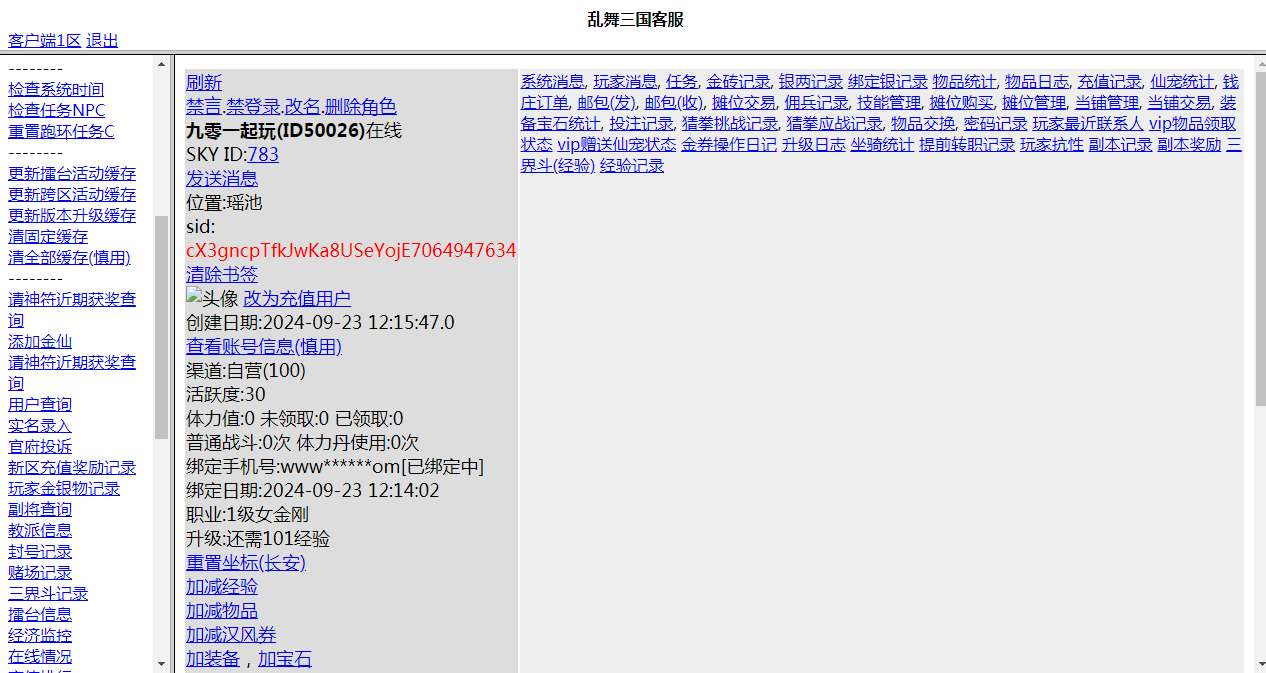 乱舞三国客服
客户端1区 退出
--------
检查系统时间
检查任务NPC
重置跑环任务C
--------
更新擂台活动缓存
更新跨区活动缓存
更新版本升级缓存
清固定缓存
清全部缓存(慎用)
--------
请神符近期获奖查
询
添加金仙
请神符近期获奖查
询
用户查询
实名录入
官府投诉
新区充值奖励记录
玩家金银物记录
副将查询
教派信息
封号记录
赌场记录
三界斗记录
擂台信息
经济监控
在线情况
刷新
禁言.禁登录.改名.删除角色
九零一起玩(ID50026)在线
SKY ID:783
发送消息
位置:瑶池
sid:
cX3gncpTfkJwKa8USeYojE7064947634
清除书签
头像 改为充值用户
创建日期:2024-09-23 12:15:47.0
查看账号信息(慎用)
渠道:自营(100)
活跃度:30
体力值:0 未领取:0 已领取:0
普通战斗:0次 体力丹使用:0次
绑定手机号:www******om[已绑定中]
绑定日期:2024-09-23 12:14:02
职业:1级女金刚
升级:还需101经验
重置坐标(长安)
加减经验
加减物品
加减汉风券
加装备，加宝石
系统消息, 玩家消息, 任务, 金砖记录, 银两记录 绑定银记录 物品统计, 物品日志, 充值记录, 仙宠统计, 钱
庄订单, 邮包(发), 邮包(收), 摊位交易, 佣兵记录, 技能管理, 摊位购买, 摊位管理, 当铺管理, 当铺交易, 装
备宝石统计, 投注记录, 猜拳挑战记录, 猜拳应战记录, 物品交换, 密码记录 玩家最近联系人 vip物品领取
状态 vip赠送仙宠状态 金券操作日记 升级日志 坐骑统计 提前转职记录 玩家抗性 副本记录 副本奖励 三
界斗(经验) 经验记录